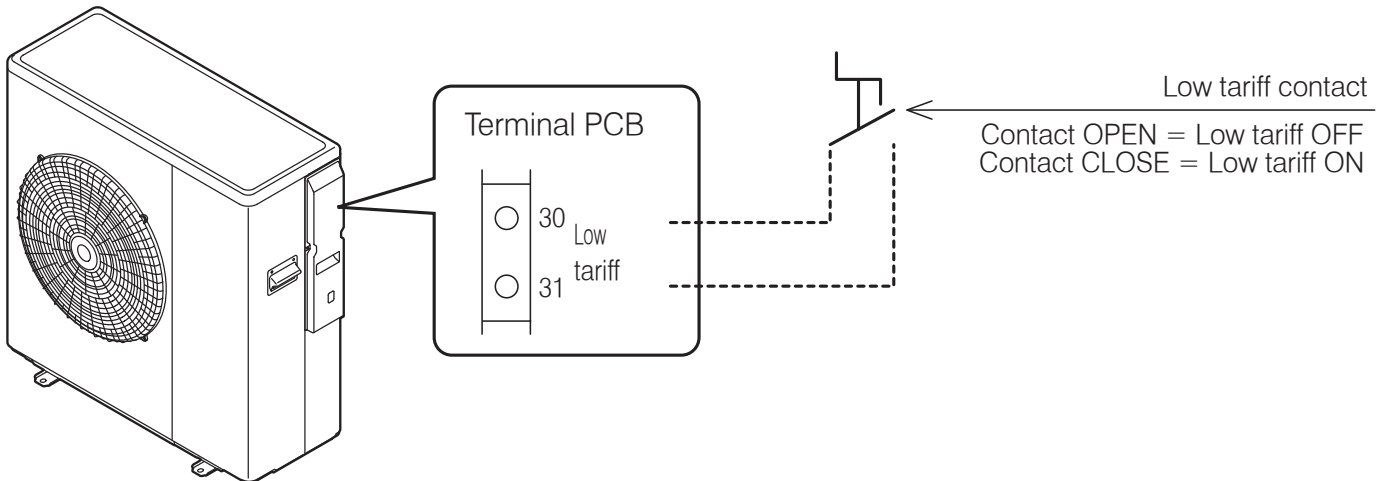 Terminal PCB
30
Low
tariff
31
Low tariff contact
Contact OPEN = Low tariff OFF
Contact CLOSE = Low tariff ON